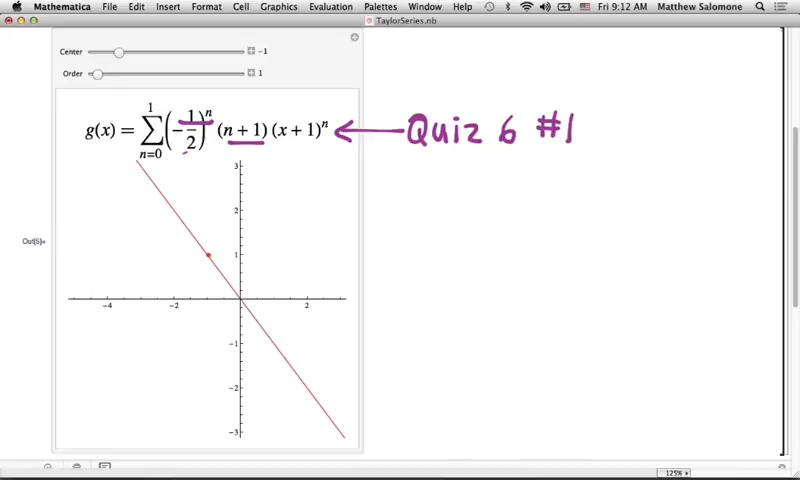 Mathematica File Edit Insert Format Cell Graphics Evaluation Palettes Window Help Fri 9:12 AM Matthew Salomone
TaylorSeries.nb
Center −1
Order 1
g(x) = ∑_{n=0}^{1} (−1/2)^n (n + 1) (x + 1)^n Quiz 6 #1
3
2
Out[5]=
1
−4 −2 2
−1
−2
−3
125%